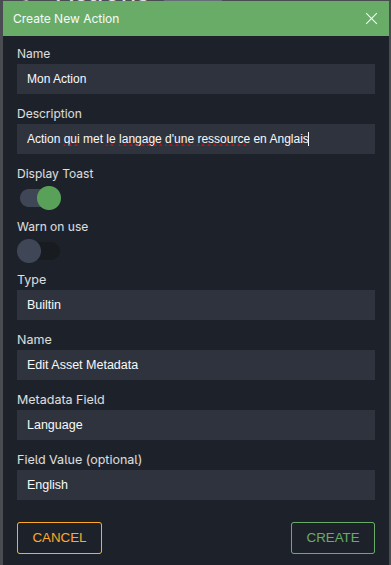 Create New Action
Name
Mon Action
Description
Action qui met le langage d'une ressource en Anglais
Display Toast
Warn on use
Type
Builtin
Name
Edit Asset Metadata
Metadata Field
Language
Field Value (optional)
English
CANCEL
CREATE